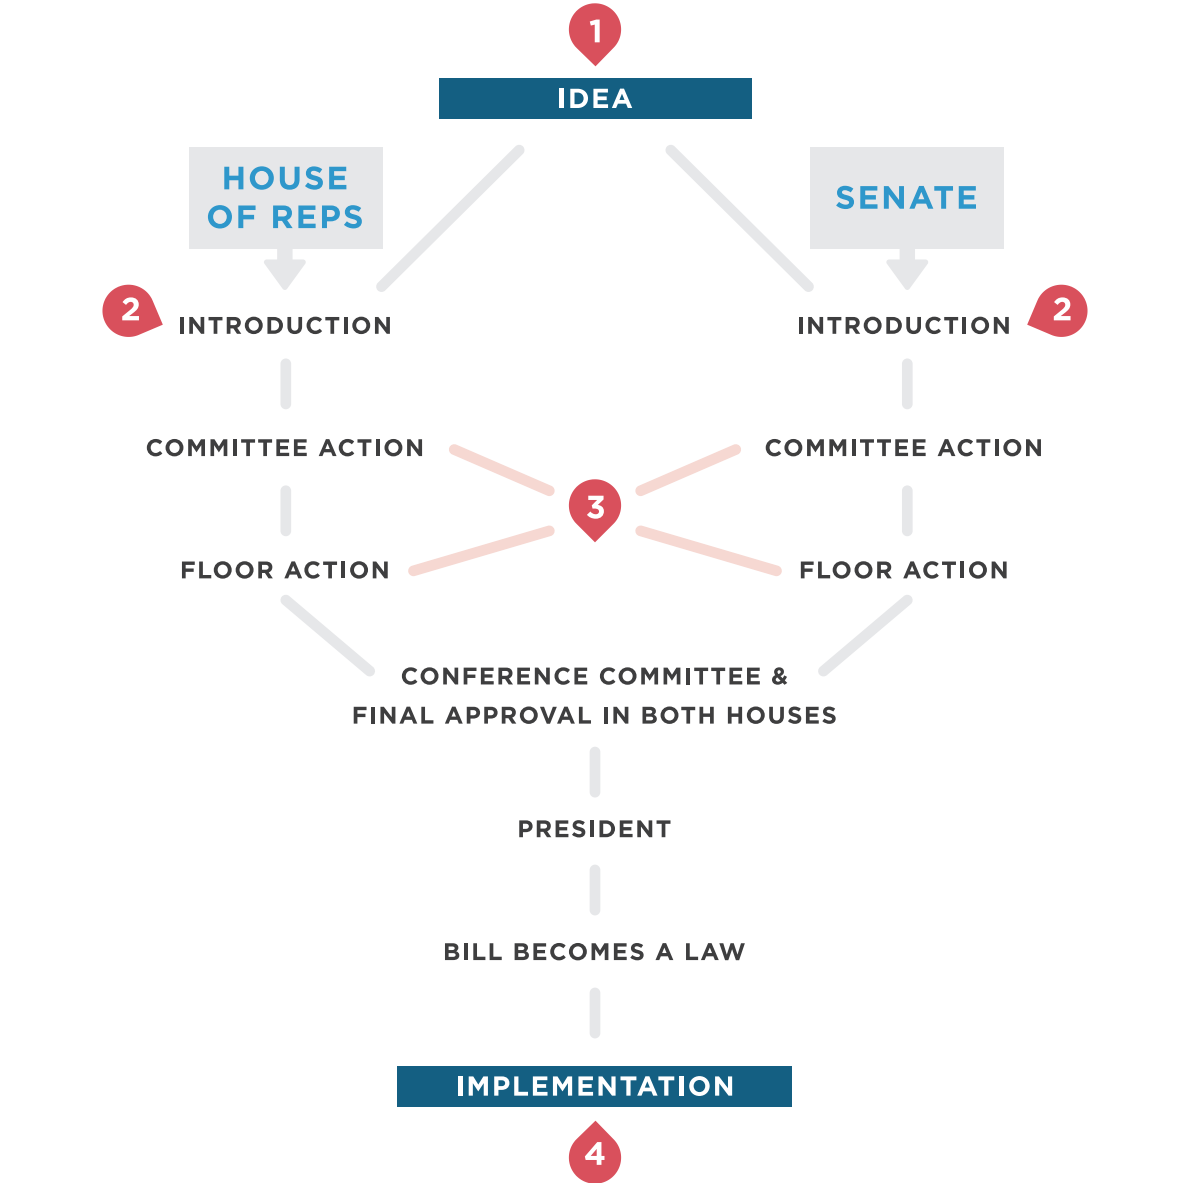 1
IDEA
HOUSE
OF REPS
SENATE
2
INTRODUCTION
INTRODUCTION
2
COMMITTEE ACTION
COMMITTEE ACTION
3
FLOOR ACTION
FLOOR ACTION
CONFERENCE COMMITTEE &
FINAL APPROVAL IN BOTH HOUSES
PRESIDENT
BILL BECOMES A LAW
IMPLEMENTATION
4